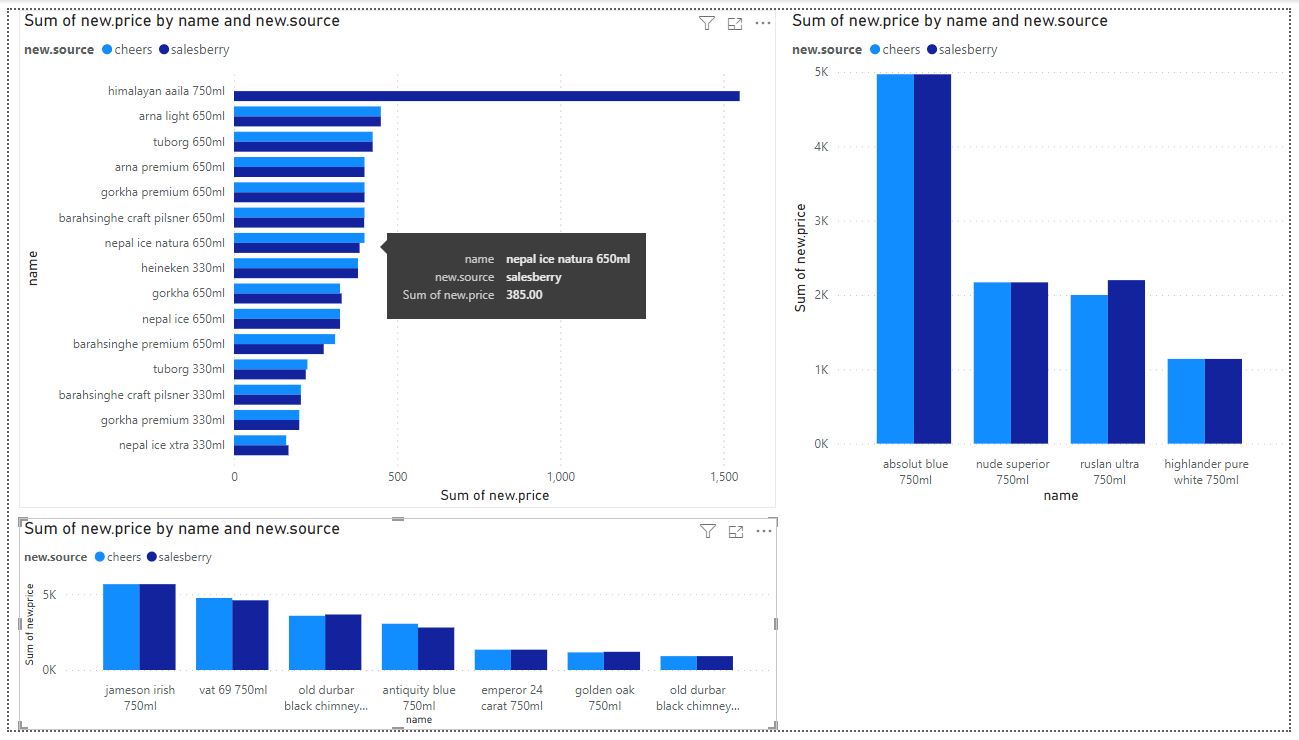 Sum of new.price by name and new.source
new.source cheers salesberry
himalayan aaila 750ml
arna light 650ml
tuborg 650ml
arna premium 650ml
gorkha premium 650ml
barahsinghe craft pilsner 650ml
nepal ice natura 650ml
heineken 330ml
gorkha 650ml
nepal ice 650ml
barahsinghe premium 650ml
tuborg 330ml
barahsinghe craft pilsner 330ml
gorkha premium 330ml
nepal ice xtra 330ml
name
0 500 1,000 1,500
Sum of new.price
name nepal ice natura 650ml
new.source salesberry
Sum of new.price 385.00
Sum of new.price by name and new.source
new.source cheers salesberry
5K
4K
3K
2K
1K
0K
Sum of new.price
absolut blue nude superior ruslan ultra highlander pure
750ml 750ml 750ml white 750ml
name
Sum of new.price by name and new.source
new.source cheers salesberry
5K
0K
Sum of new.price
jameson irish vat 69 750ml old durbar antiquity blue emperor 24 golden oak old durbar
750ml black chimney... 750ml carat 750ml 750ml black chimney...
name